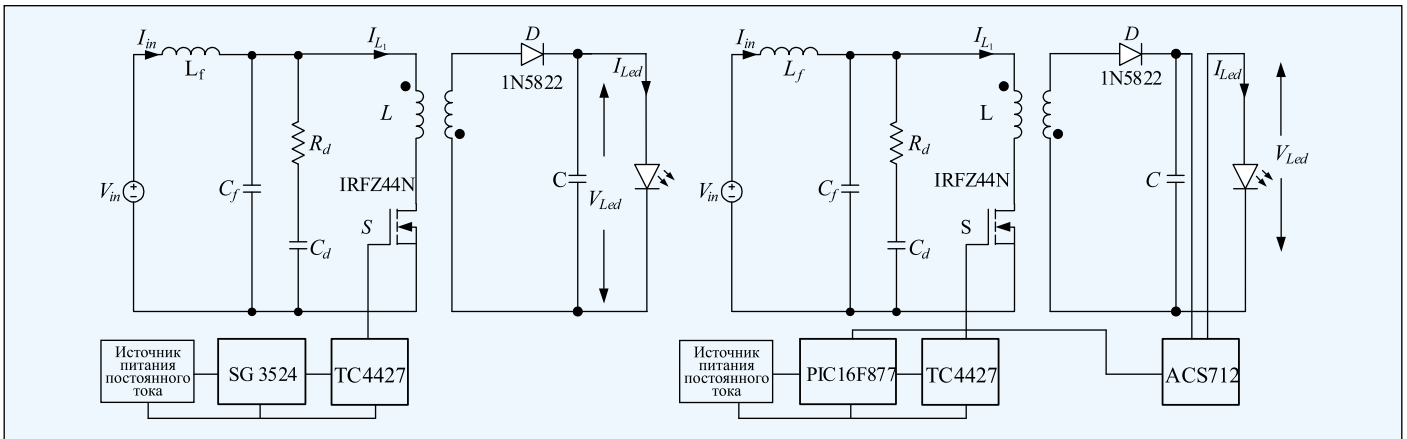 I_in
L_f
I_L1
D
1N5822
I_Led
L
R_d
IRFZ44N
V_in
C_f
S
C_d
C
V_Led
Источник
питания
постоянного
тока
SG 3524
TC4427
I_in
L_f
I_L1
D
1N5822
I_Led
L
R_d
IRFZ44N
V_in
C_f
S
C_d
C
V_Led
Источник
питания
постоянного
тока
PIC16F877
TC4427
ACS712